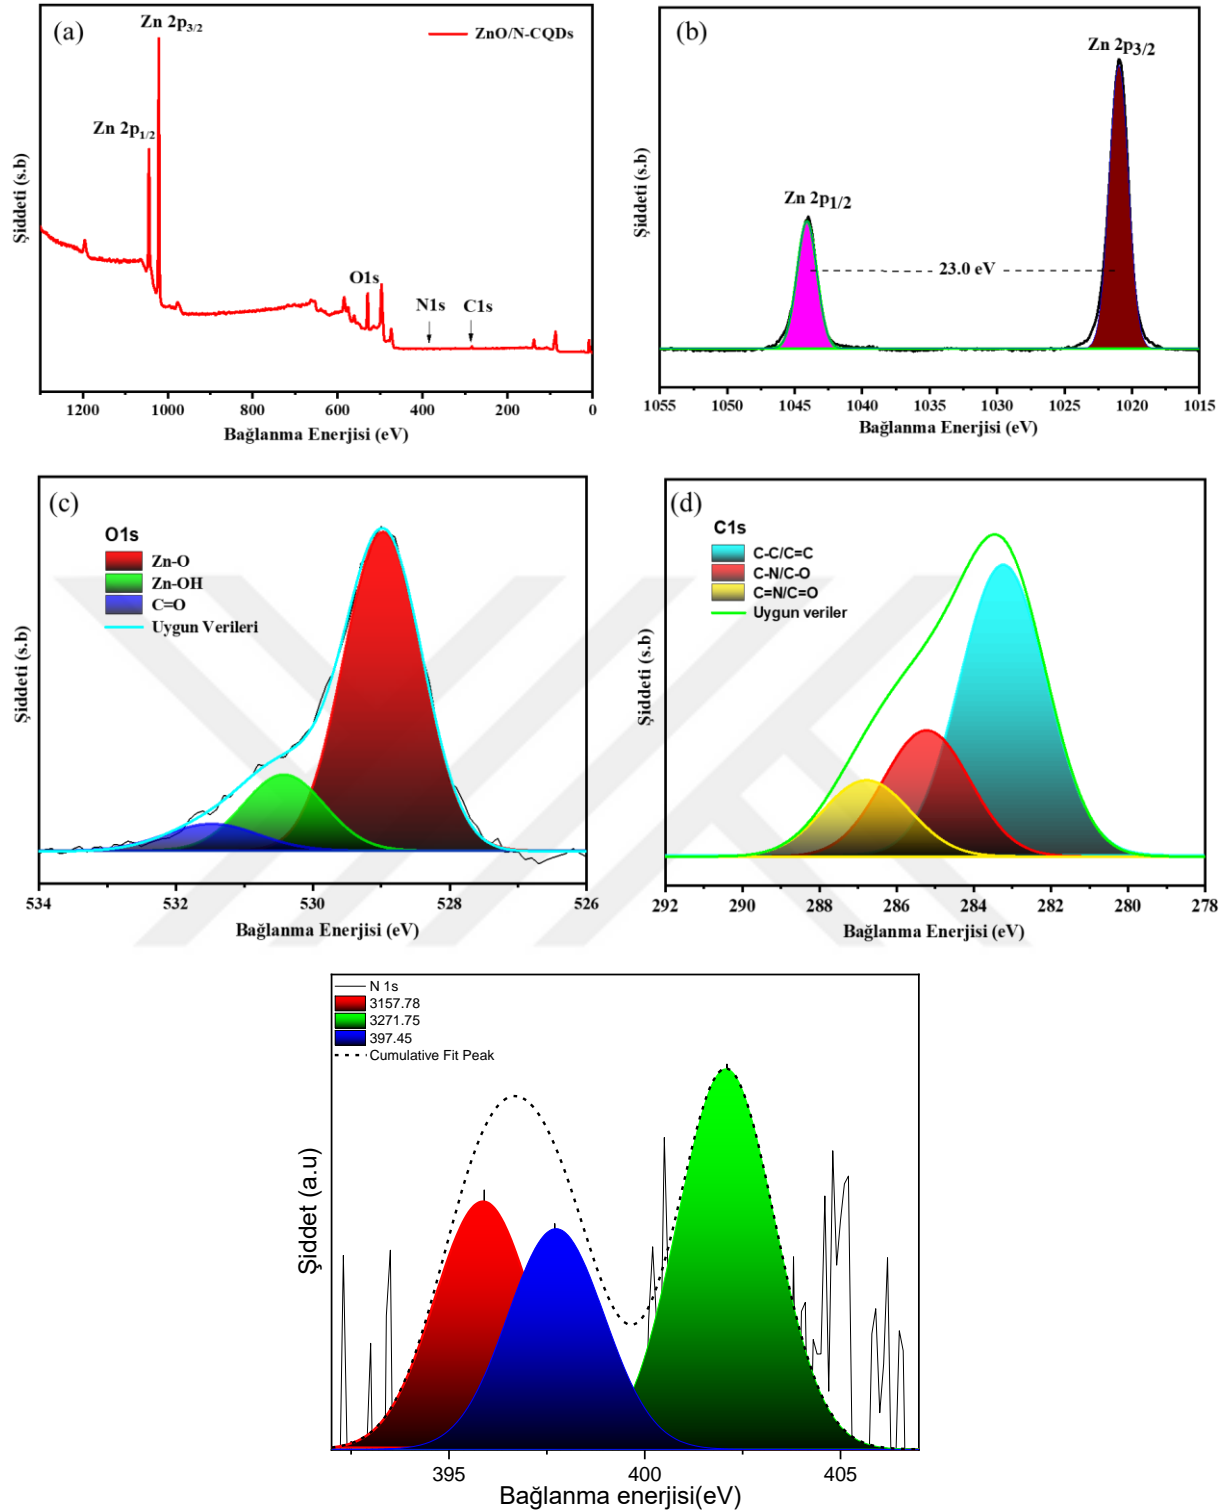 (a)
Zn 2p3/2
ZnO/N-CQDs
Zn 2p1/2
O1s
N1s
C1s
Şiddeti (s.b)
1200
1000
800
600
400
200
0
Bağlanma Enerjisi (eV)
(b)
Zn 2p3/2
Zn 2p1/2
23.0 eV
Şiddeti (s.b)
1055
1050
1045
1040
1035
1030
1025
1020
1015
Bağlanma Enerjisi (eV)
(c)
O1s
Zn-O
Zn-OH
C=O
Uygun Verileri
Şiddeti (s.b)
534
532
530
528
526
Bağlanma Enerjisi (eV)
(d)
C1s
C-C/C=C
C-N/C-O
C=N/C=O
Uygun veriler
Şiddeti (s.b)
292
290
288
286
284
282
280
278
Bağlanma Enerjisi (eV)
N 1s
3157.78
3271.75
397.45
Cumulative Fit Peak
Şiddet (a.u)
395
400
405
Bağlanma enerjisi(eV)